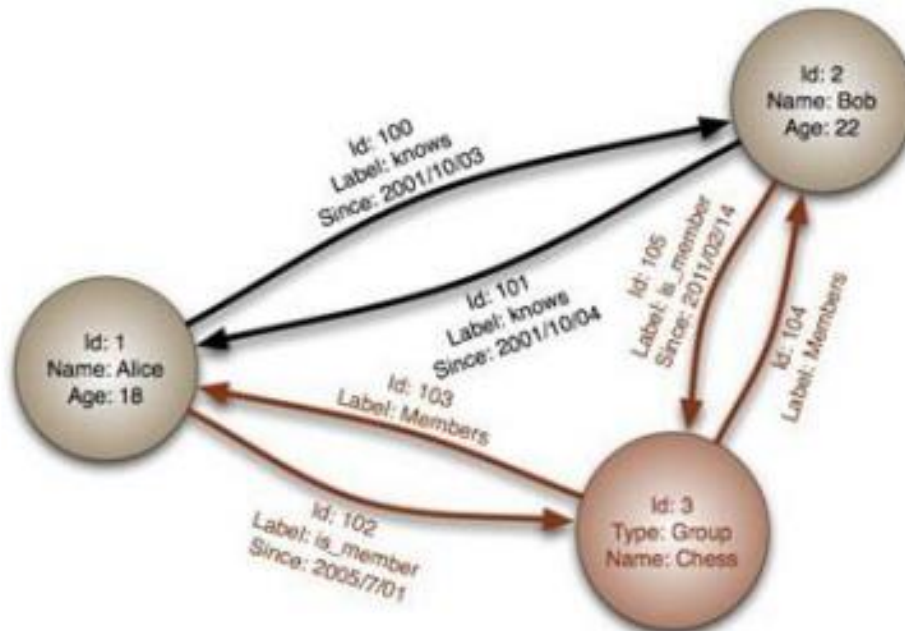 Id: 2
Name: Bob
Age: 22
Id: 100
Label: knows
Since: 2001/10/03
Id: 101
Label: knows
Since: 2001/10/04
Id: 105
Label: is_member
Since: 2011/02/14
Id: 104
Label: Members
Id: 1
Name: Alice
Age: 18
Id: 103
Label: Members
Id: 102
Label: is_member
Since: 2005/7/01
Id: 3
Type: Group
Name: Chess